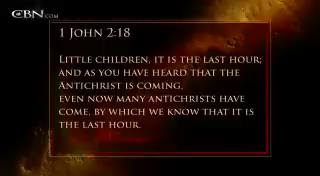 CBN.com
1 John 2:18
Little children, it is the last hour;
and as you have heard that the
Antichrist is coming,
even now many antichrists have
come, by which we know that it is
the last hour.